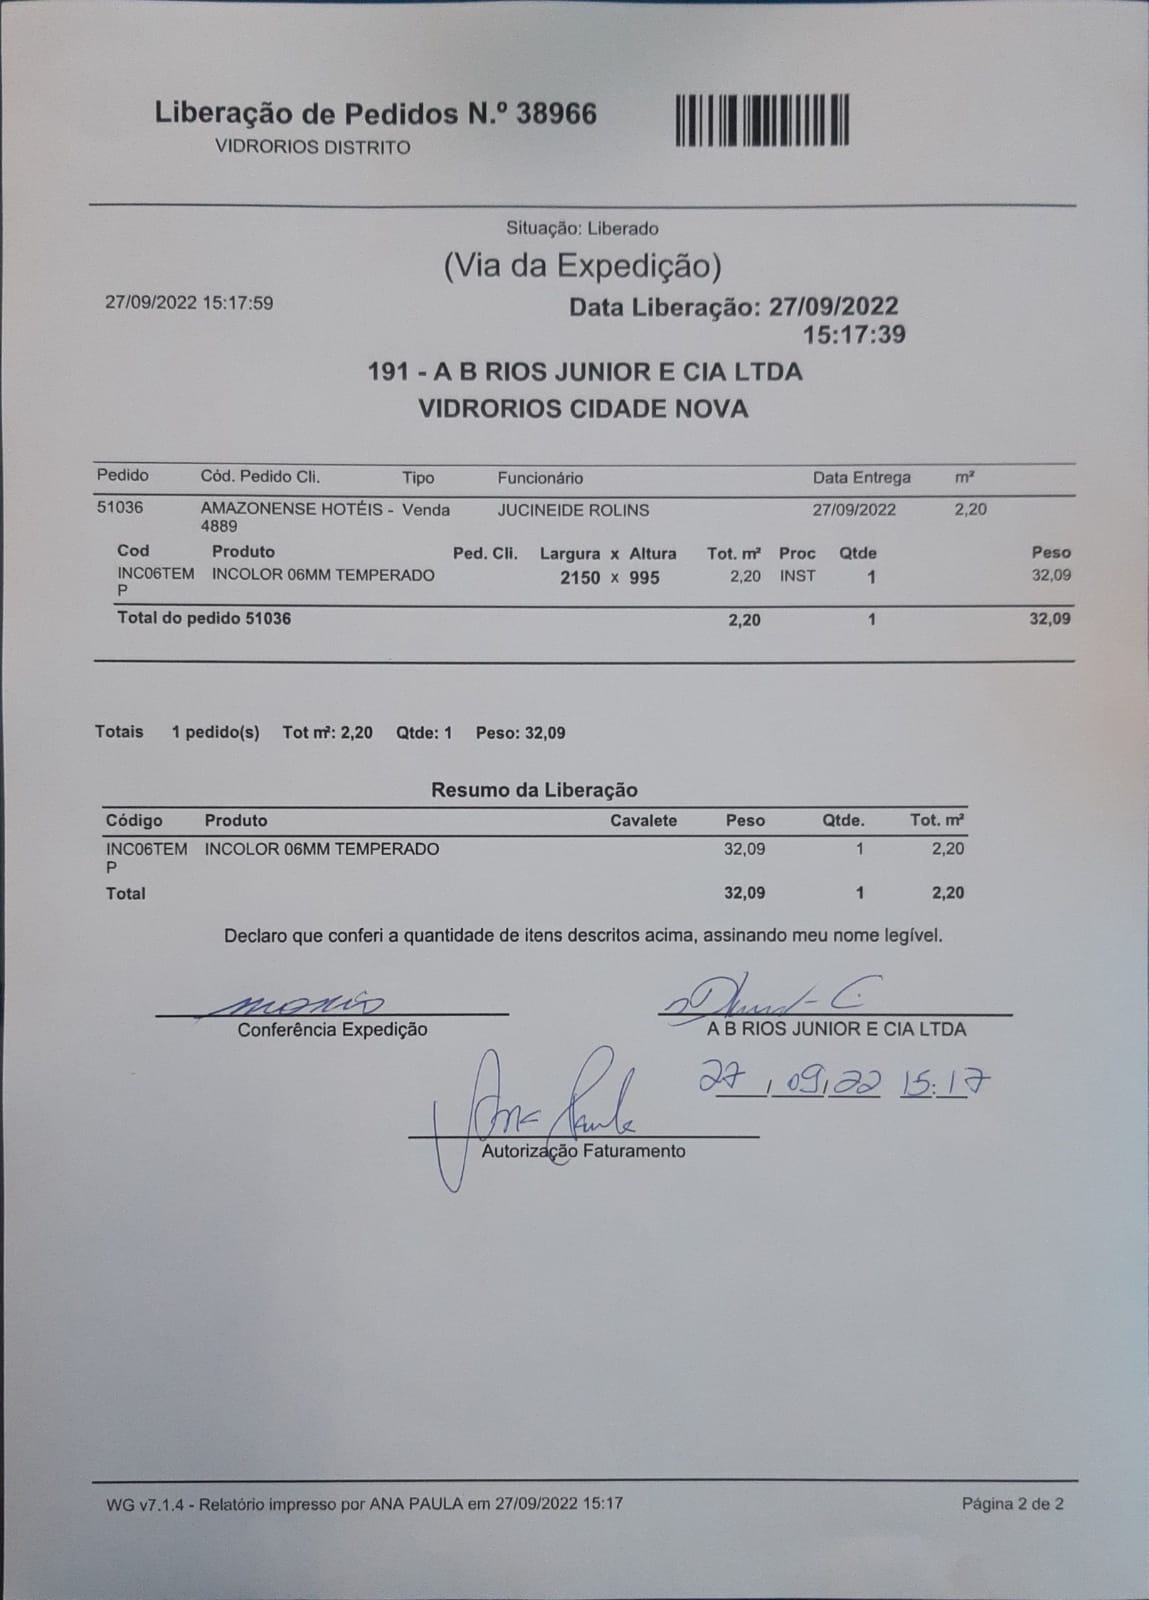 Liberação de Pedidos N.º 38966
VIDRORIOS DISTRITO
Situação: Liberado
(Via da Expedição)
27/09/2022 15:17:59
Data Liberação: 27/09/2022
15:17:39
191 - A B RIOS JUNIOR E CIA LTDA
VIDRORIOS CIDADE NOVA
Pedido Cód. Pedido Cli. Tipo Funcionário Data Entrega m²
51036 AMAZONENSE HOTÉIS - Venda JUCINEIDE ROLINS 27/09/2022 2,20
4889
Cod Produto Ped. Cli. Largura x Altura Tot. m² Proc Qtde Peso
INC06TEM INCOLOR 06MM TEMPERADO 2150 x 995 2,20 INST 1 32,09
P
Total do pedido 51036 2,20 1 32,09
Totais 1 pedido(s) Tot m²: 2,20 Qtde: 1 Peso: 32,09
Resumo da Liberação
Código Produto Cavalete Peso Qtde. Tot. m²
INC06TEM INCOLOR 06MM TEMPERADO 32,09 1 2,20
P
Total 32,09 1 2,20
Declaro que conferi a quantidade de itens descritos acima, assinando meu nome legível.
Conferência Expedição A B RIOS JUNIOR E CIA LTDA
27/09/22 15:17
Ana Paula
Autorização Faturamento
WG v7.1.4 - Relatório impresso por ANA PAULA em 27/09/2022 15:17 Página 2 de 2